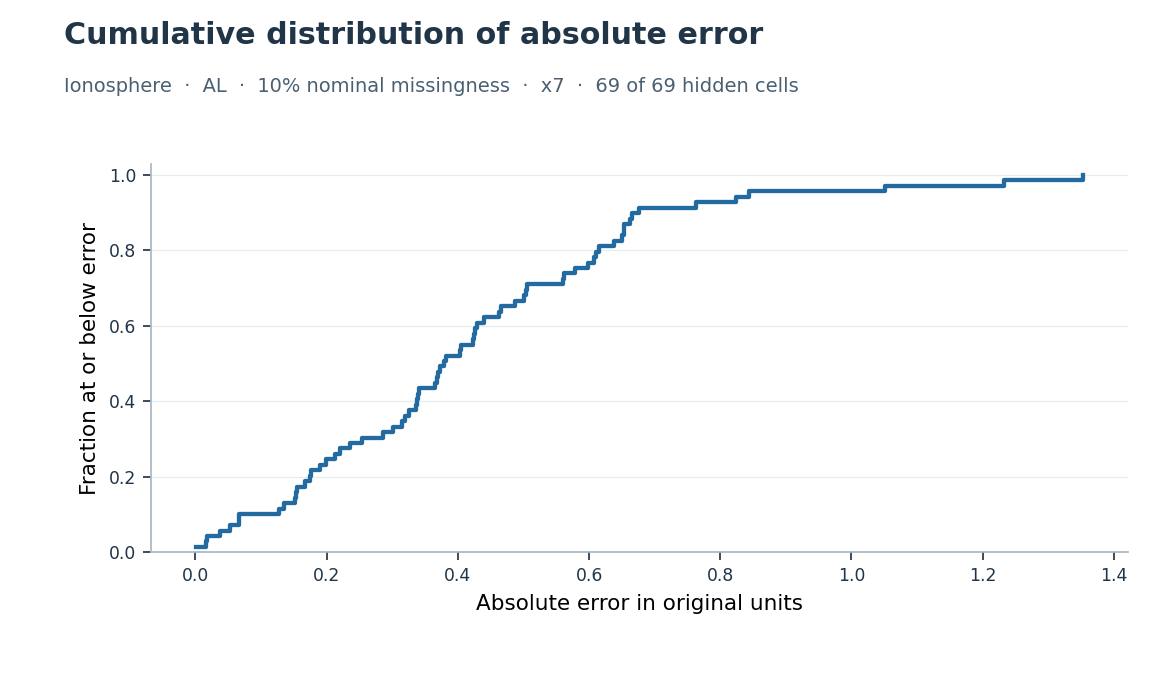 Cumulative distribution of absolute error
Ionosphere · AL · 10% nominal missingness · x7 · 69 of 69 hidden cells
1.0
0.8
0.6
0.4
0.2
0.0
Fraction at or below error
0.0 0.2 0.4 0.6 0.8 1.0 1.2 1.4
Absolute error in original units